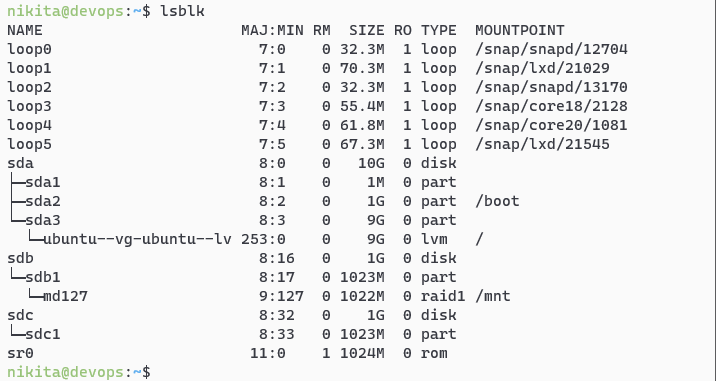 nikita@devops:~$ lsblk
NAME                      MAJ:MIN RM  SIZE RO TYPE  MOUNTPOINT
loop0                       7:0    0 32.3M  1 loop  /snap/snapd/12704
loop1                       7:1    0 70.3M  1 loop  /snap/lxd/21029
loop2                       7:2    0 32.3M  1 loop  /snap/snapd/13170
loop3                       7:3    0 55.4M  1 loop  /snap/core18/2128
loop4                       7:4    0 61.8M  1 loop  /snap/core20/1081
loop5                       7:5    0 67.3M  1 loop  /snap/lxd/21545
sda                         8:0    0   10G  0 disk
├─sda1                      8:1    0    1M  0 part
├─sda2                      8:2    0    1G  0 part  /boot
└─sda3                      8:3    0    9G  0 part
  └─ubuntu--vg-ubuntu--lv 253:0    0    9G  0 lvm   /
sdb                         8:16   0    1G  0 disk
└─sdb1                      8:17   0 1023M  0 part
  └─md127                   9:127  0 1022M  0 raid1 /mnt
sdc                         8:32   0    1G  0 disk
└─sdc1                      8:33   0 1023M  0 part
sr0                        11:0    1 1024M  0 rom
nikita@devops:~$